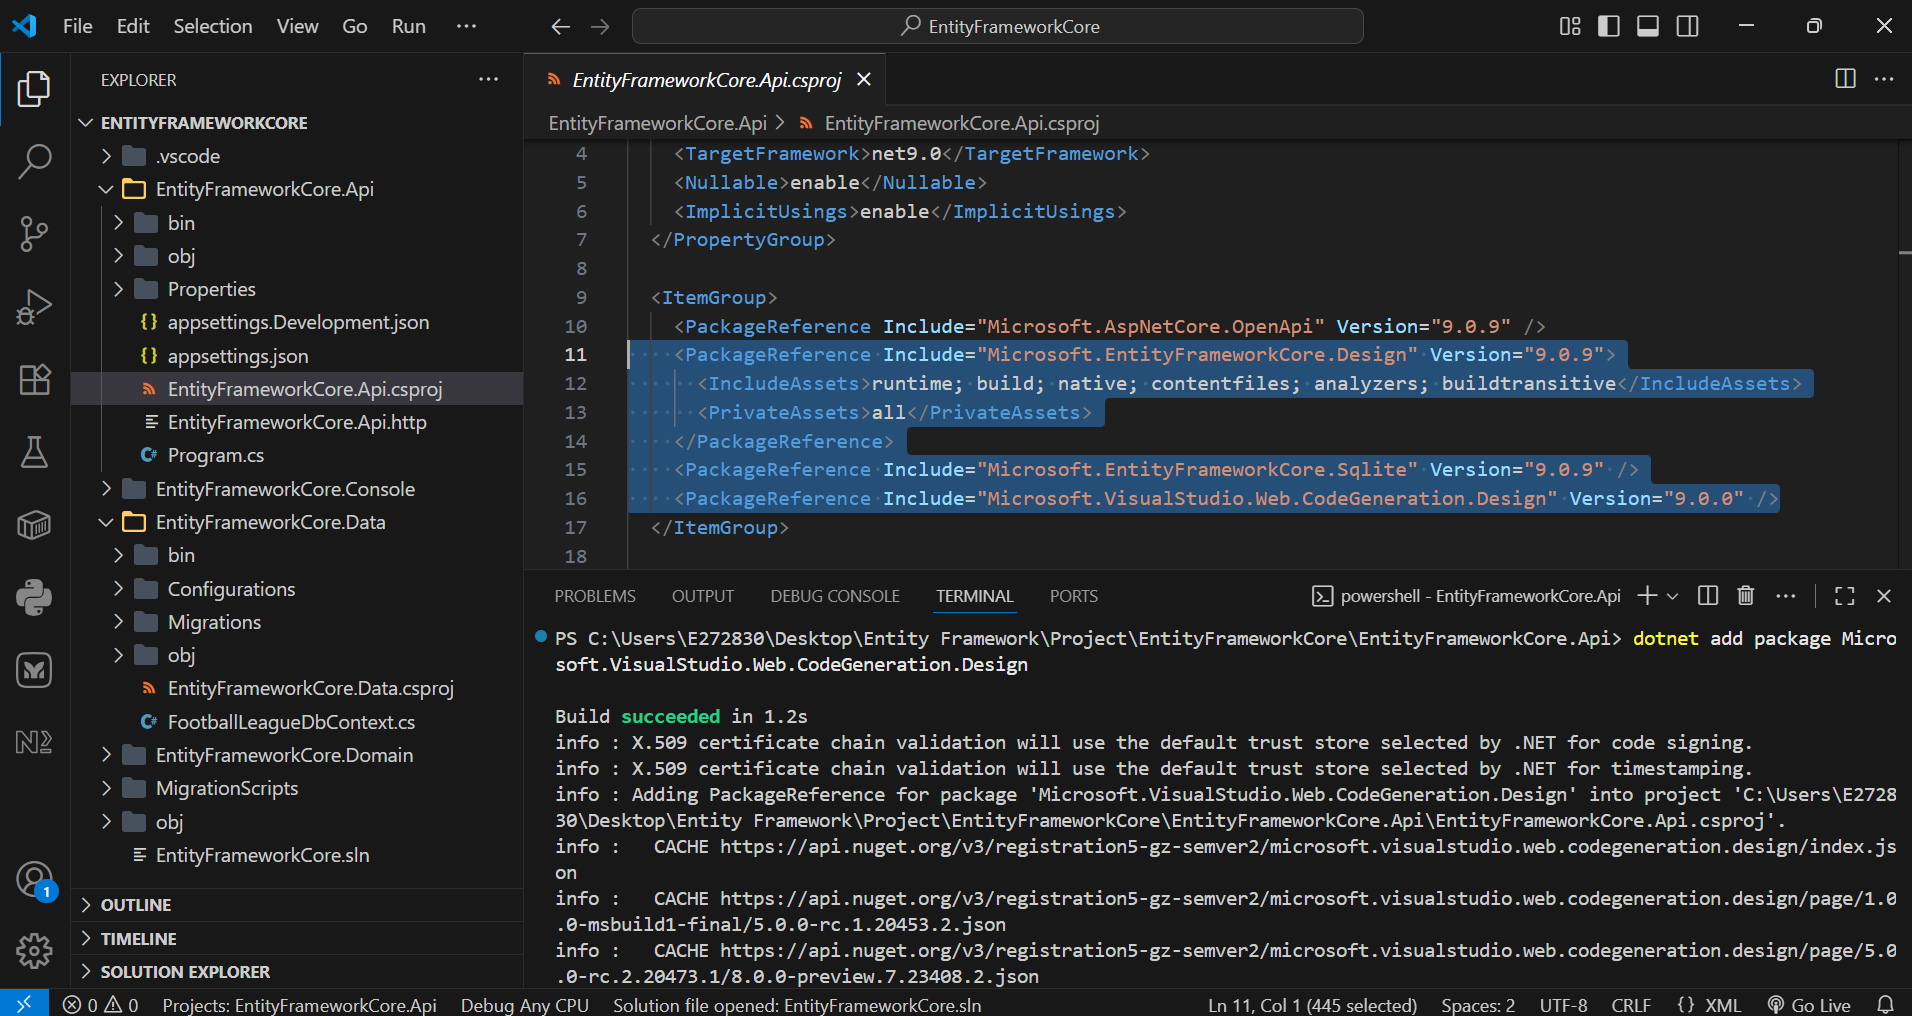 File Edit Selection View Go Run ···
EntityFrameworkCore
EXPLORER
ENTITYFRAMEWORKCORE
.vscode
EntityFrameworkCore.Api
bin
obj
Properties
{} appsettings.Development.json
{} appsettings.json
EntityFrameworkCore.Api.csproj
EntityFrameworkCore.Api.http
C# Program.cs
EntityFrameworkCore.Console
EntityFrameworkCore.Data
bin
Configurations
Migrations
obj
EntityFrameworkCore.Data.csproj
C# FootballLeagueDbContext.cs
EntityFrameworkCore.Domain
MigrationScripts
obj
EntityFrameworkCore.sln
OUTLINE
TIMELINE
SOLUTION EXPLORER
1
EntityFrameworkCore.Api.csproj
EntityFrameworkCore.Api > EntityFrameworkCore.Api.csproj
4 <TargetFramework>net9.0</TargetFramework>
5 <Nullable>enable</Nullable>
6 <ImplicitUsings>enable</ImplicitUsings>
7 </PropertyGroup>
8
9 <ItemGroup>
10 <PackageReference Include="Microsoft.AspNetCore.OpenApi" Version="9.0.9" />
11 <PackageReference Include="Microsoft.EntityFrameworkCore.Design" Version="9.0.9">
12 <IncludeAssets>runtime; build; native; contentfiles; analyzers; buildtransitive</IncludeAssets>
13 <PrivateAssets>all</PrivateAssets>
14 </PackageReference>
15 <PackageReference Include="Microsoft.EntityFrameworkCore.Sqlite" Version="9.0.9" />
16 <PackageReference Include="Microsoft.VisualStudio.Web.CodeGeneration.Design" Version="9.0.0" />
17 </ItemGroup>
18
PROBLEMS OUTPUT DEBUG CONSOLE TERMINAL PORTS
powershell - EntityFrameworkCore.Api
PS C:\Users\E272830\Desktop\Entity Framework\Project\EntityFrameworkCore\EntityFrameworkCore.Api> dotnet add package Micro
soft.VisualStudio.Web.CodeGeneration.Design
Build succeeded in 1.2s
info : X.509 certificate chain validation will use the default trust store selected by .NET for code signing.
info : X.509 certificate chain validation will use the default trust store selected by .NET for timestamping.
info : Adding PackageReference for package 'Microsoft.VisualStudio.Web.CodeGeneration.Design' into project 'C:\Users\E2728
30\Desktop\Entity Framework\Project\EntityFrameworkCore\EntityFrameworkCore.Api\EntityFrameworkCore.Api.csproj'.
info :   CACHE https://api.nuget.org/v3/registration5-gz-semver2/microsoft.visualstudio.web.codegeneration.design/index.js
on
info :   CACHE https://api.nuget.org/v3/registration5-gz-semver2/microsoft.visualstudio.web.codegeneration.design/page/1.0
.0-msbuild1-final/5.0.0-rc.1.20453.2.json
info :   CACHE https://api.nuget.org/v3/registration5-gz-semver2/microsoft.visualstudio.web.codegeneration.design/page/5.0
.0-rc.2.20473.1/8.0.0-preview.7.23408.2.json
0 0 Projects: EntityFrameworkCore.Api Debug Any CPU Solution file opened: EntityFrameworkCore.sln Ln 11, Col 1 (445 selected) Spaces: 2 UTF-8 CRLF {} XML Go Live